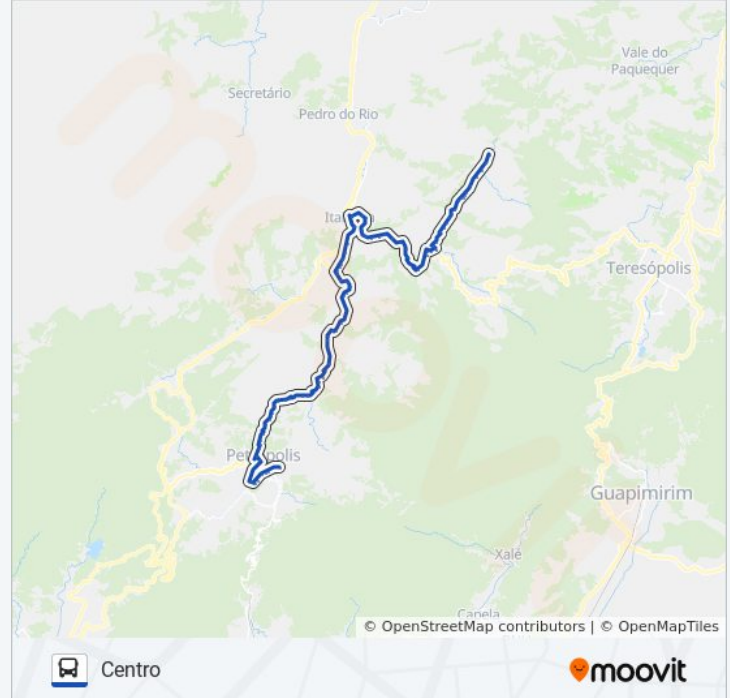 Vale do
Paquequer
Secretário
Pedro do Rio
Teresópolis
Guapimirim
Xalé
Capela
© OpenStreetMap contributors | © OpenMapTiles
Centro
moovit